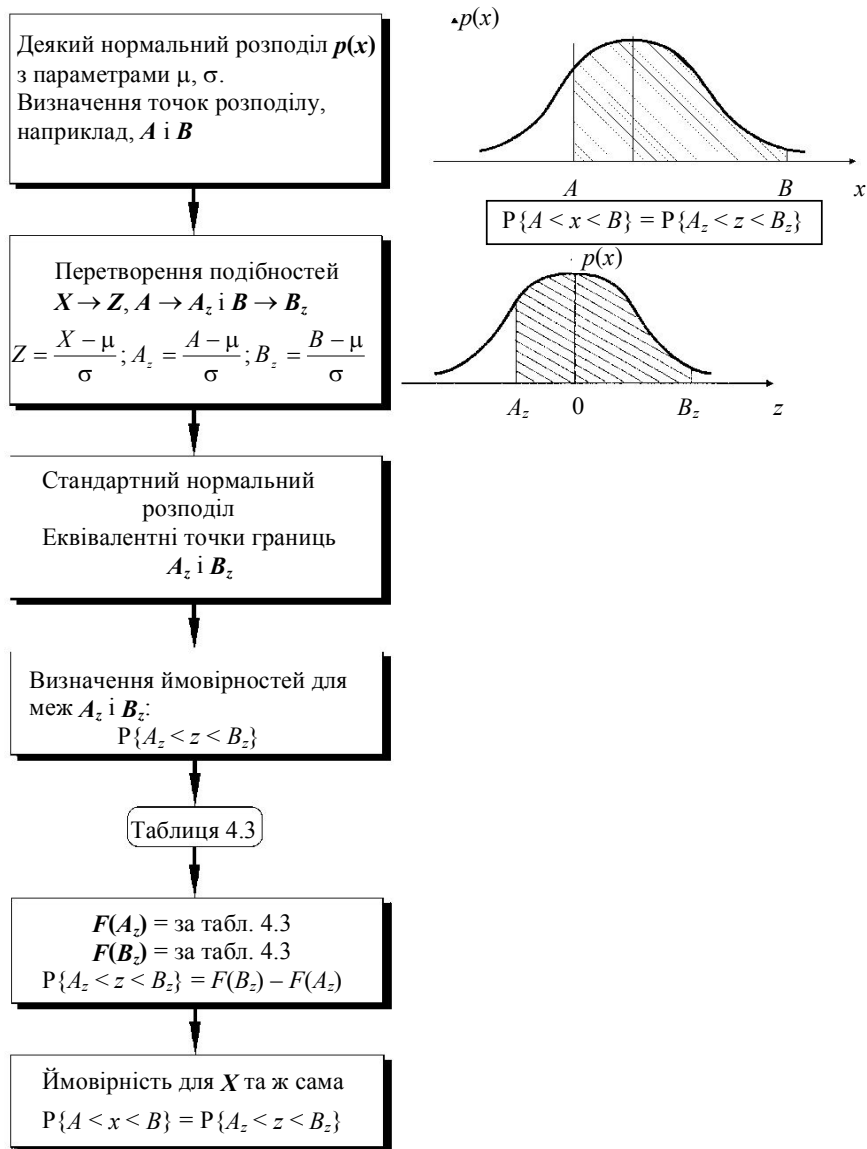 Деякий нормальний розподіл p(x)
з параметрами μ, σ.
Визначення точок розподілу,
наприклад, A і B
p(x)
A B x
P{A < x < B} = P{A_z < z < B_z}
Перетворення подібностей
X → Z, A → A_z і B → B_z
Z = (X − μ)/σ; A_z = (A − μ)/σ; B_z = (B − μ)/σ
p(x)
A_z 0 B_z z
Стандартний нормальний
розподіл
Еквівалентні точки границь
A_z і B_z
Визначення ймовірностей для
меж A_z і B_z:
P{A_z < z < B_z}
Таблиця 4.3
F(A_z) = за табл. 4.3
F(B_z) = за табл. 4.3
P{A_z < z < B_z} = F(B_z) – F(A_z)
Ймовірність для X та ж сама
P{A < x < B} = P{A_z < z < B_z}